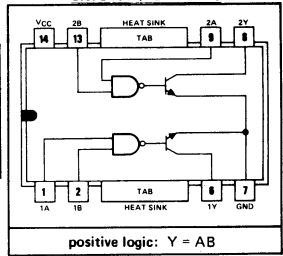 VCC 2B HEAT SINK 2A 2Y
14 13 TAB 9 8
1 2 TAB 6 7
1A 1B HEAT SINK 1Y GND
positive logic: Y = AB